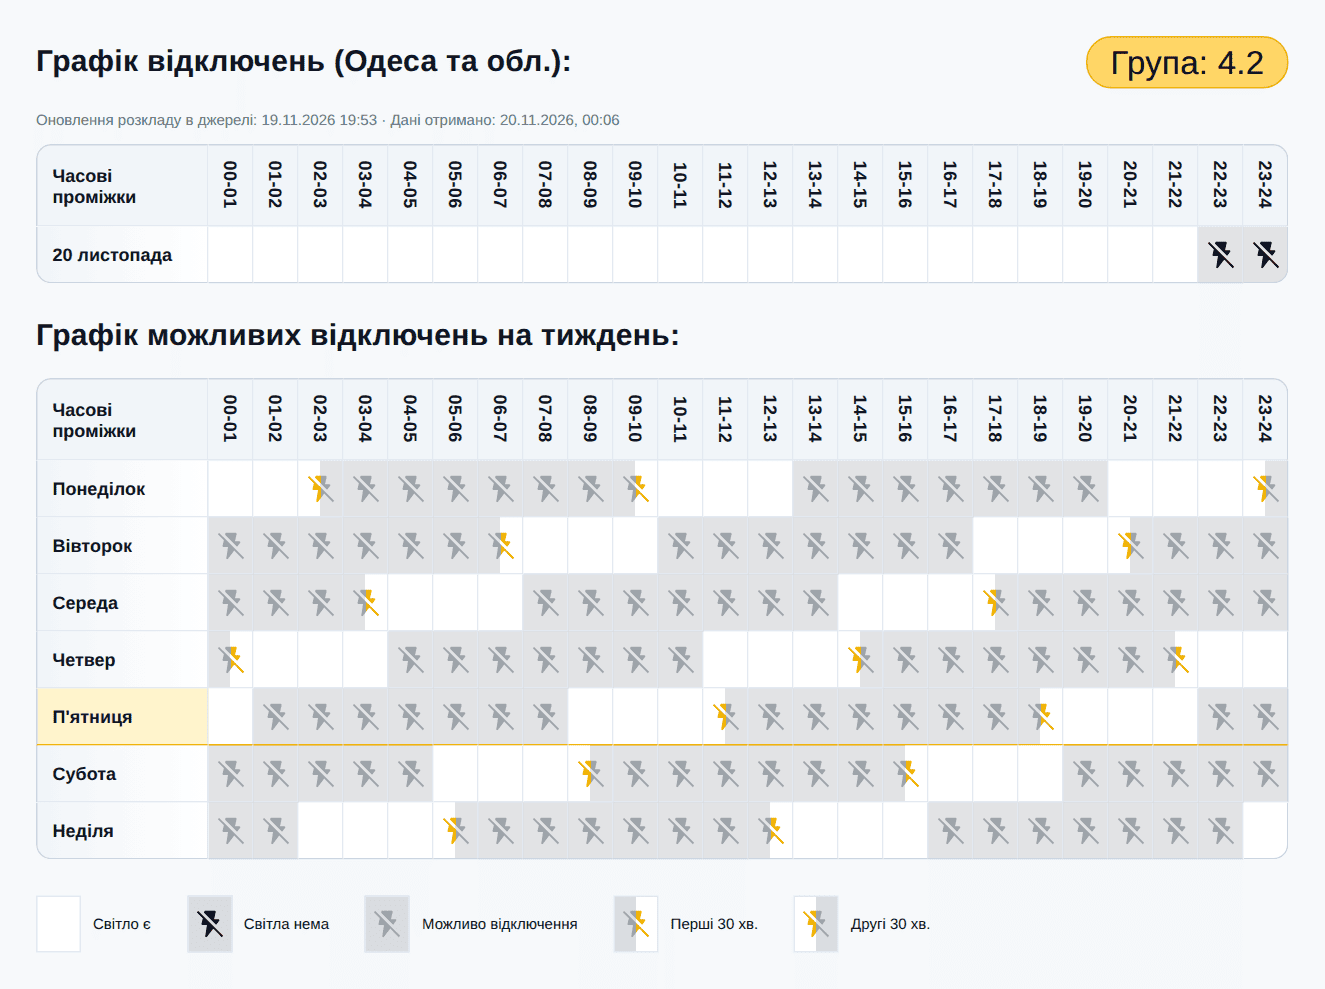 Графік відключень (Одеса та обл.):
Група: 4.2
Оновлення розкладу в джерелі: 19.11.2026 19:53 · Дані отримано: 20.11.2026, 00:06
Часові
проміжки
00-01 01-02 02-03 03-04 04-05 05-06 06-07 07-08 08-09 09-10 10-11 11-12 12-13 13-14 14-15 15-16 16-17 17-18 18-19 19-20 20-21 21-22 22-23 23-24
20 листопада
Графік можливих відключень на тиждень:
Часові
проміжки
00-01 01-02 02-03 03-04 04-05 05-06 06-07 07-08 08-09 09-10 10-11 11-12 12-13 13-14 14-15 15-16 16-17 17-18 18-19 19-20 20-21 21-22 22-23 23-24
Понеділок
Вівторок
Середа
Четвер
П'ятниця
Субота
Неділя
Світло є
Світла нема
Можливо відключення
Перші 30 хв.
Другі 30 хв.